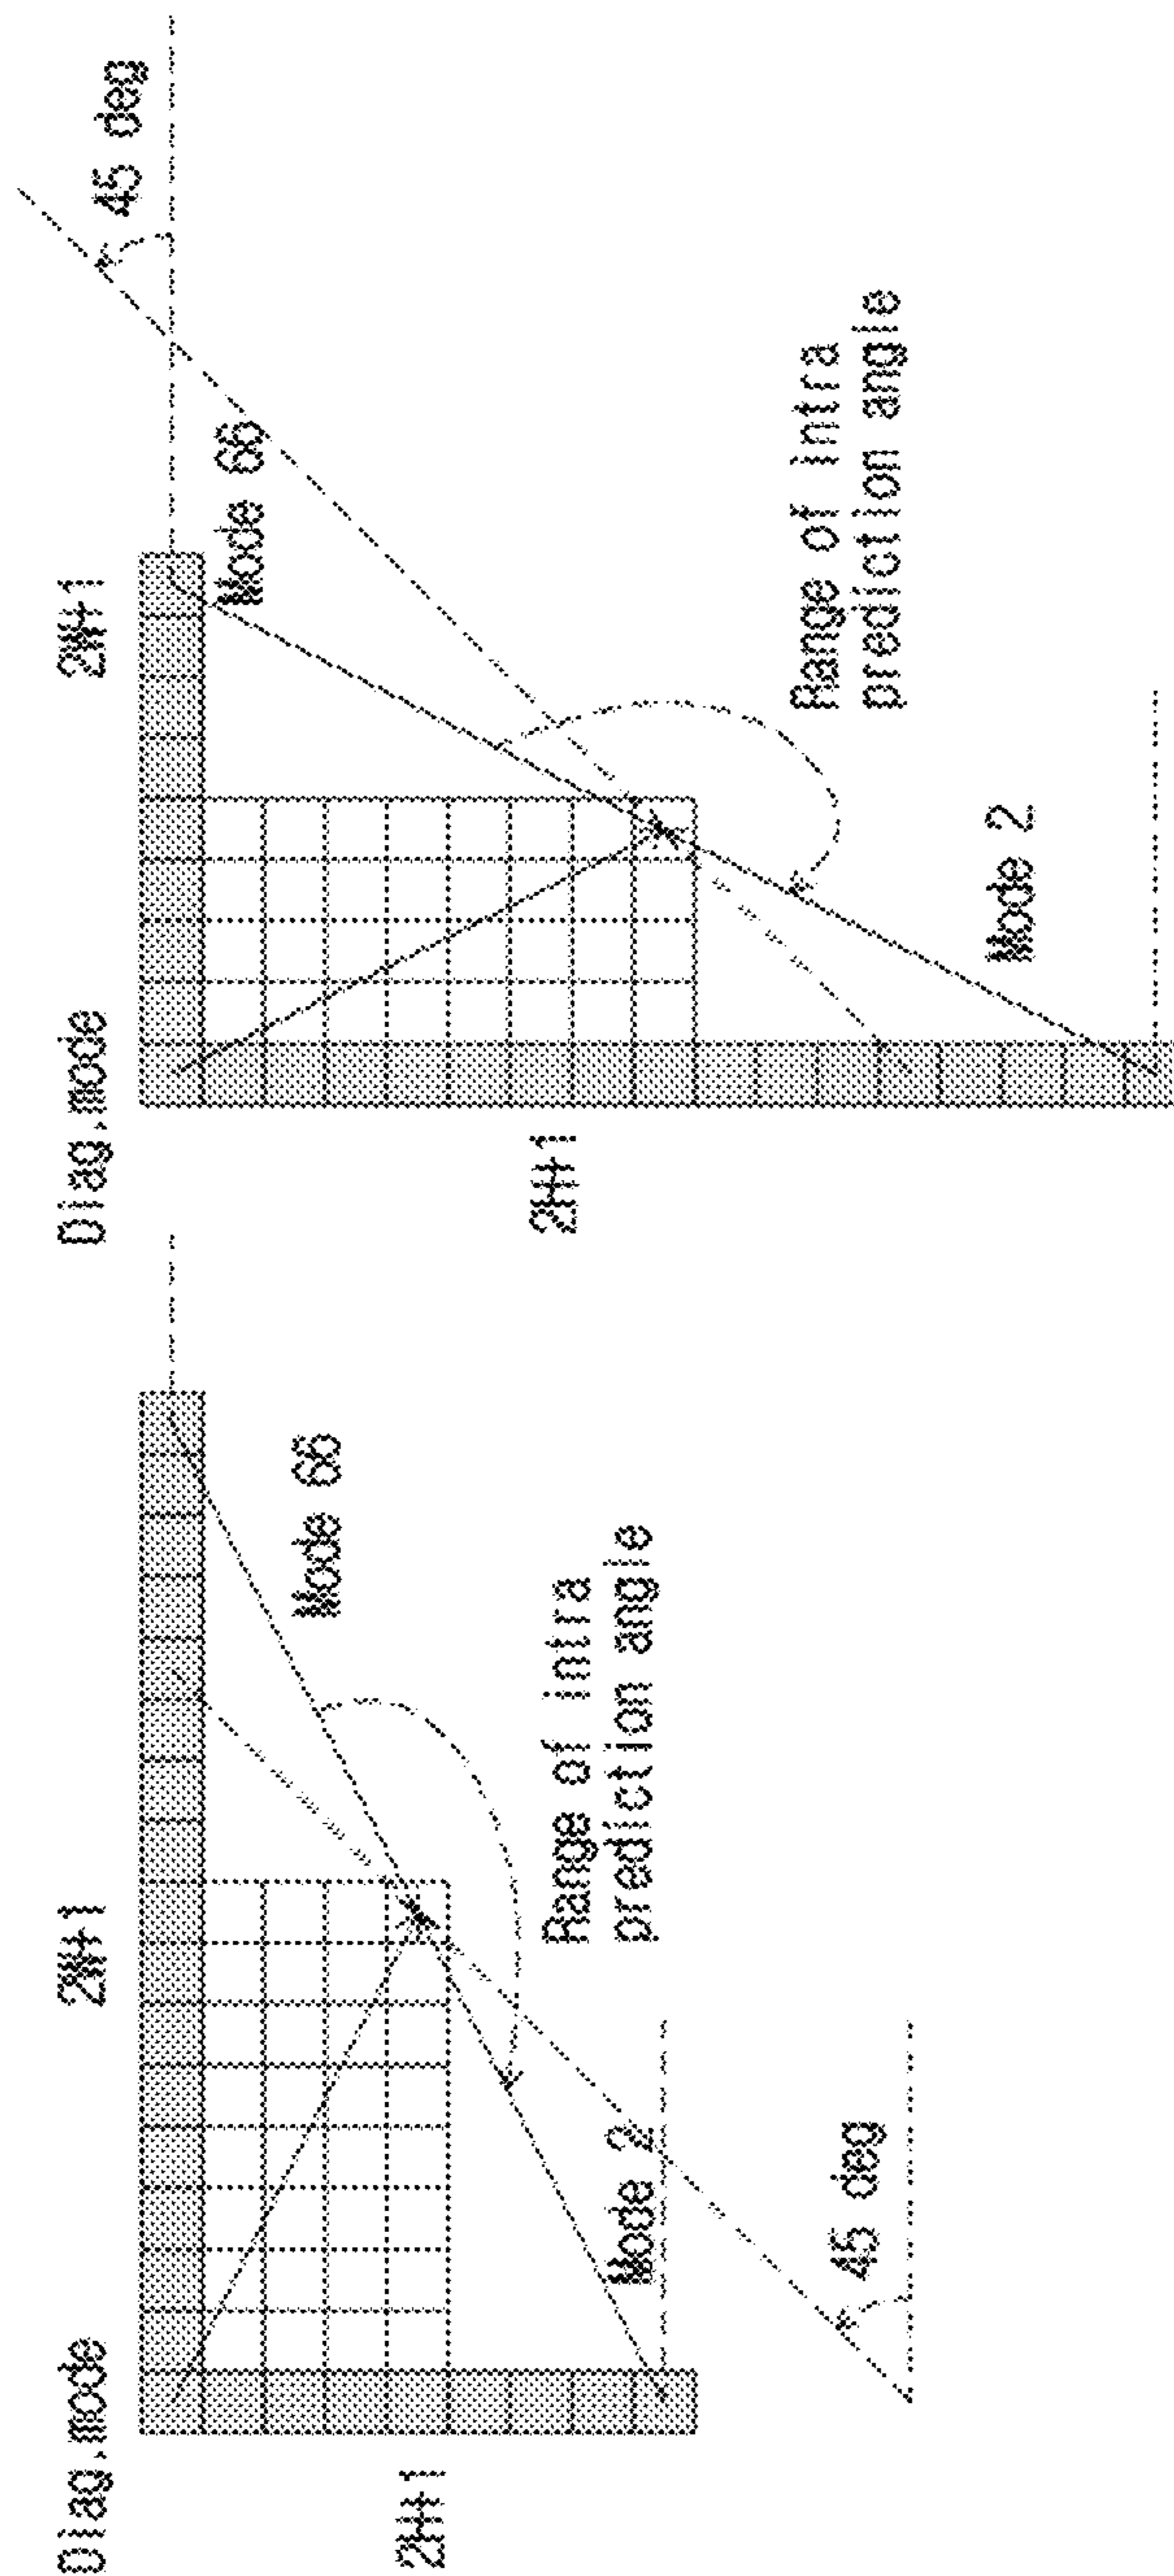 Diag.mode
2W+1
Mode 66
2H+1
Range of intra
prediction angle
Mode 2
45 deg
Diag.mode
2W+1
45 deg
Mode 66
2H+1
Range of intra
prediction angle
Mode 2